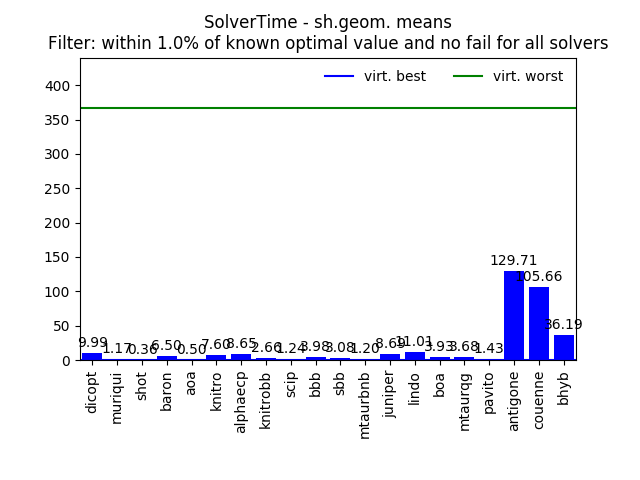 SolverTime - sh.geom. means
Filter: within 1.0% of known optimal value and no fail for all solvers
virt. best
virt. worst
400
350
300
250
200
150
100
50
0
9.99
1.17
0.36
6.50
0.50
7.60
8.65
2.66
1.24
3.98
3.08
1.20
8.69
11.01
3.93
3.68
1.43
129.71
105.66
36.19
dicopt
muriqui
shot
baron
aoa
knitro
alphaecp
knitrobb
scip
bbb
sbb
mtaurbnb
juniper
lindo
boa
mtaurqg
pavito
antigone
couenne
bhyb